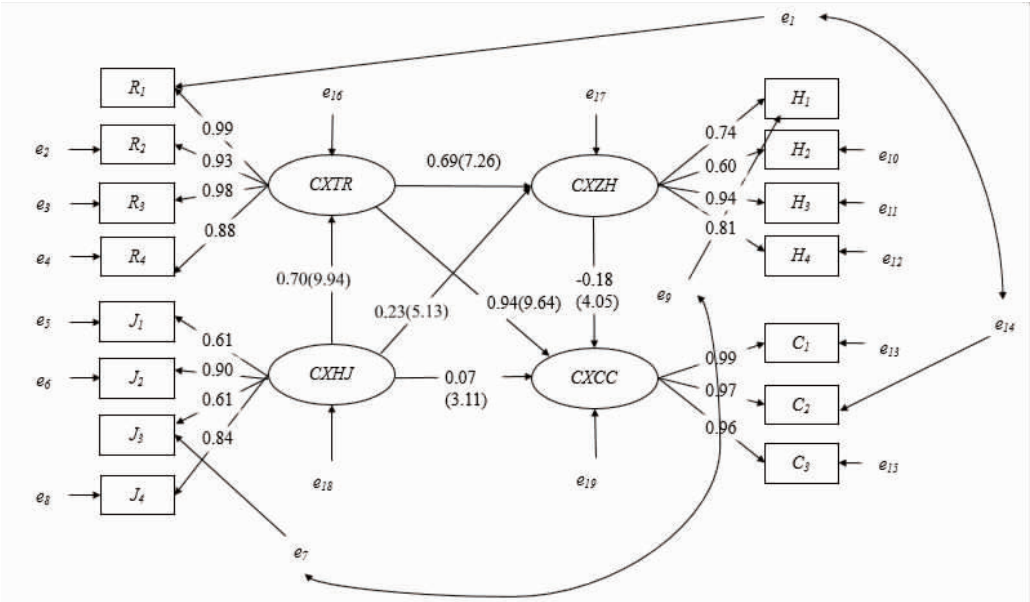 e1
R1
e16
e17
H1
0.99
0.74
e2
R2
0.93
0.69(7.26)
0.60
H2
e10
CXTR
CXZH
0.98
0.94
e3
R3
H3
e11
0.88
0.81
e4
R4
H4
e12
0.70(9.94)
-0.18
(4.05)
e9
0.23(5.13)
0.94(9.64)
e5
J1
e14
0.61
0.99
C1
e13
0.90
CXHJ
0.07
(3.11)
CXCC
e6
J2
0.61
0.97
C2
J3
0.84
0.96
C3
e15
e8
J4
e18
e19
e7